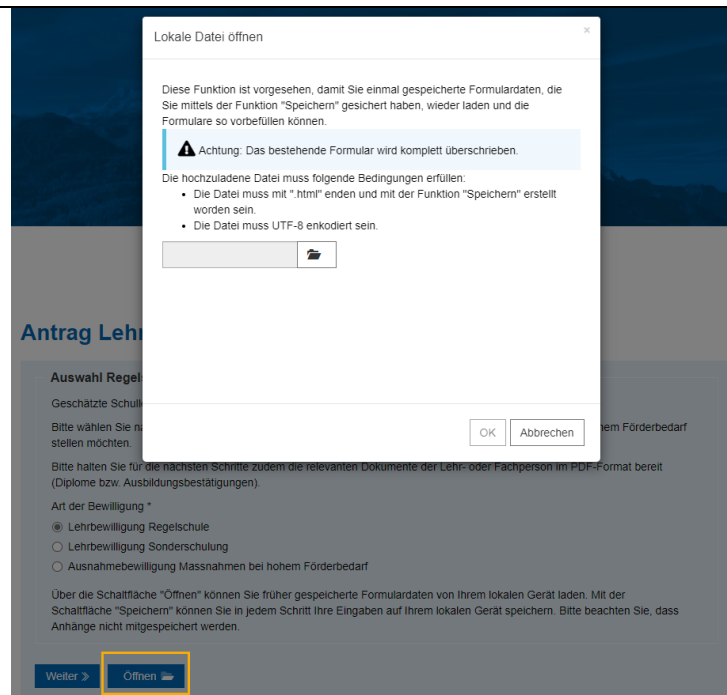 Lokale Datei öffnen
×
Diese Funktion ist vorgesehen, damit Sie einmal gespeicherte Formulardaten, die
Sie mittels der Funktion "Speichern" gesichert haben, wieder laden und die
Formulare so vorbefüllen können.
Achtung: Das bestehende Formular wird komplett überschrieben.
Die hochzuladene Datei muss folgende Bedingungen erfüllen:
• Die Datei muss mit ".html" enden und mit der Funktion "Speichern" erstellt
worden sein.
• Die Datei muss UTF-8 enkodiert sein.
OK Abbrechen
Antrag Leh
Auswahl Regel
Geschätzte Schull
Bitte wählen Sie na hem Förderbedarf
stellen möchten.
Bitte halten Sie für die nächsten Schritte zudem die relevanten Dokumente der Lehr- oder Fachperson im PDF-Format bereit
(Diplome bzw. Ausbildungsbestätigungen).
Art der Bewilligung *
Lehrbewilligung Regelschule
Lehrbewilligung Sonderschulung
Ausnahmebewilligung Massnahmen bei hohem Förderbedarf
Über die Schaltfläche "Öffnen" können Sie früher gespeicherte Formulardaten von Ihrem lokalen Gerät laden. Mit der
Schaltfläche "Speichern" können Sie in jedem Schritt Ihre Eingaben auf Ihrem lokalen Gerät speichern. Bitte beachten Sie, dass
Anhänge nicht mitgespeichert werden.
Weiter » Öffnen